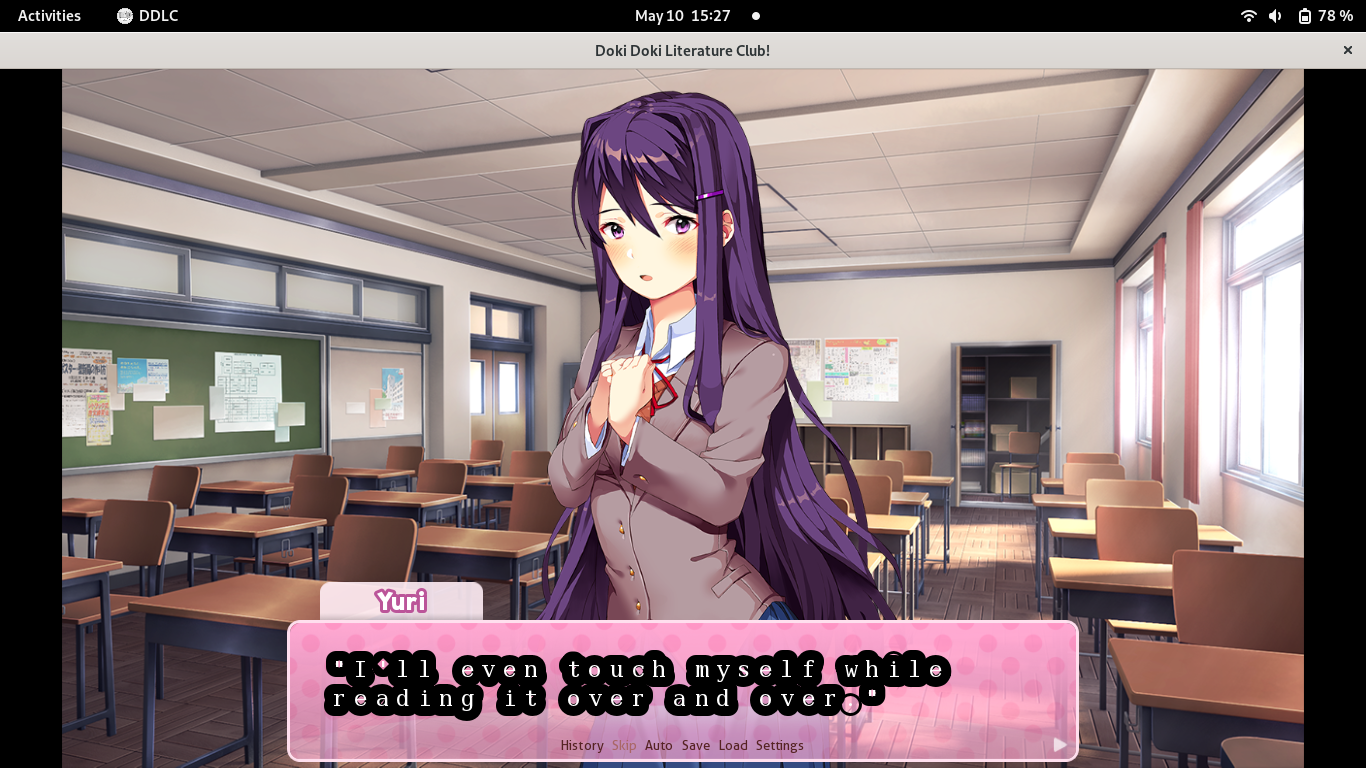 Activities DDLC May 10 15:27 78 %
Doki Doki Literature Club!
Yuri
"I'll even touch myself while
reading it over and over."
History Skip Auto Save Load Settings